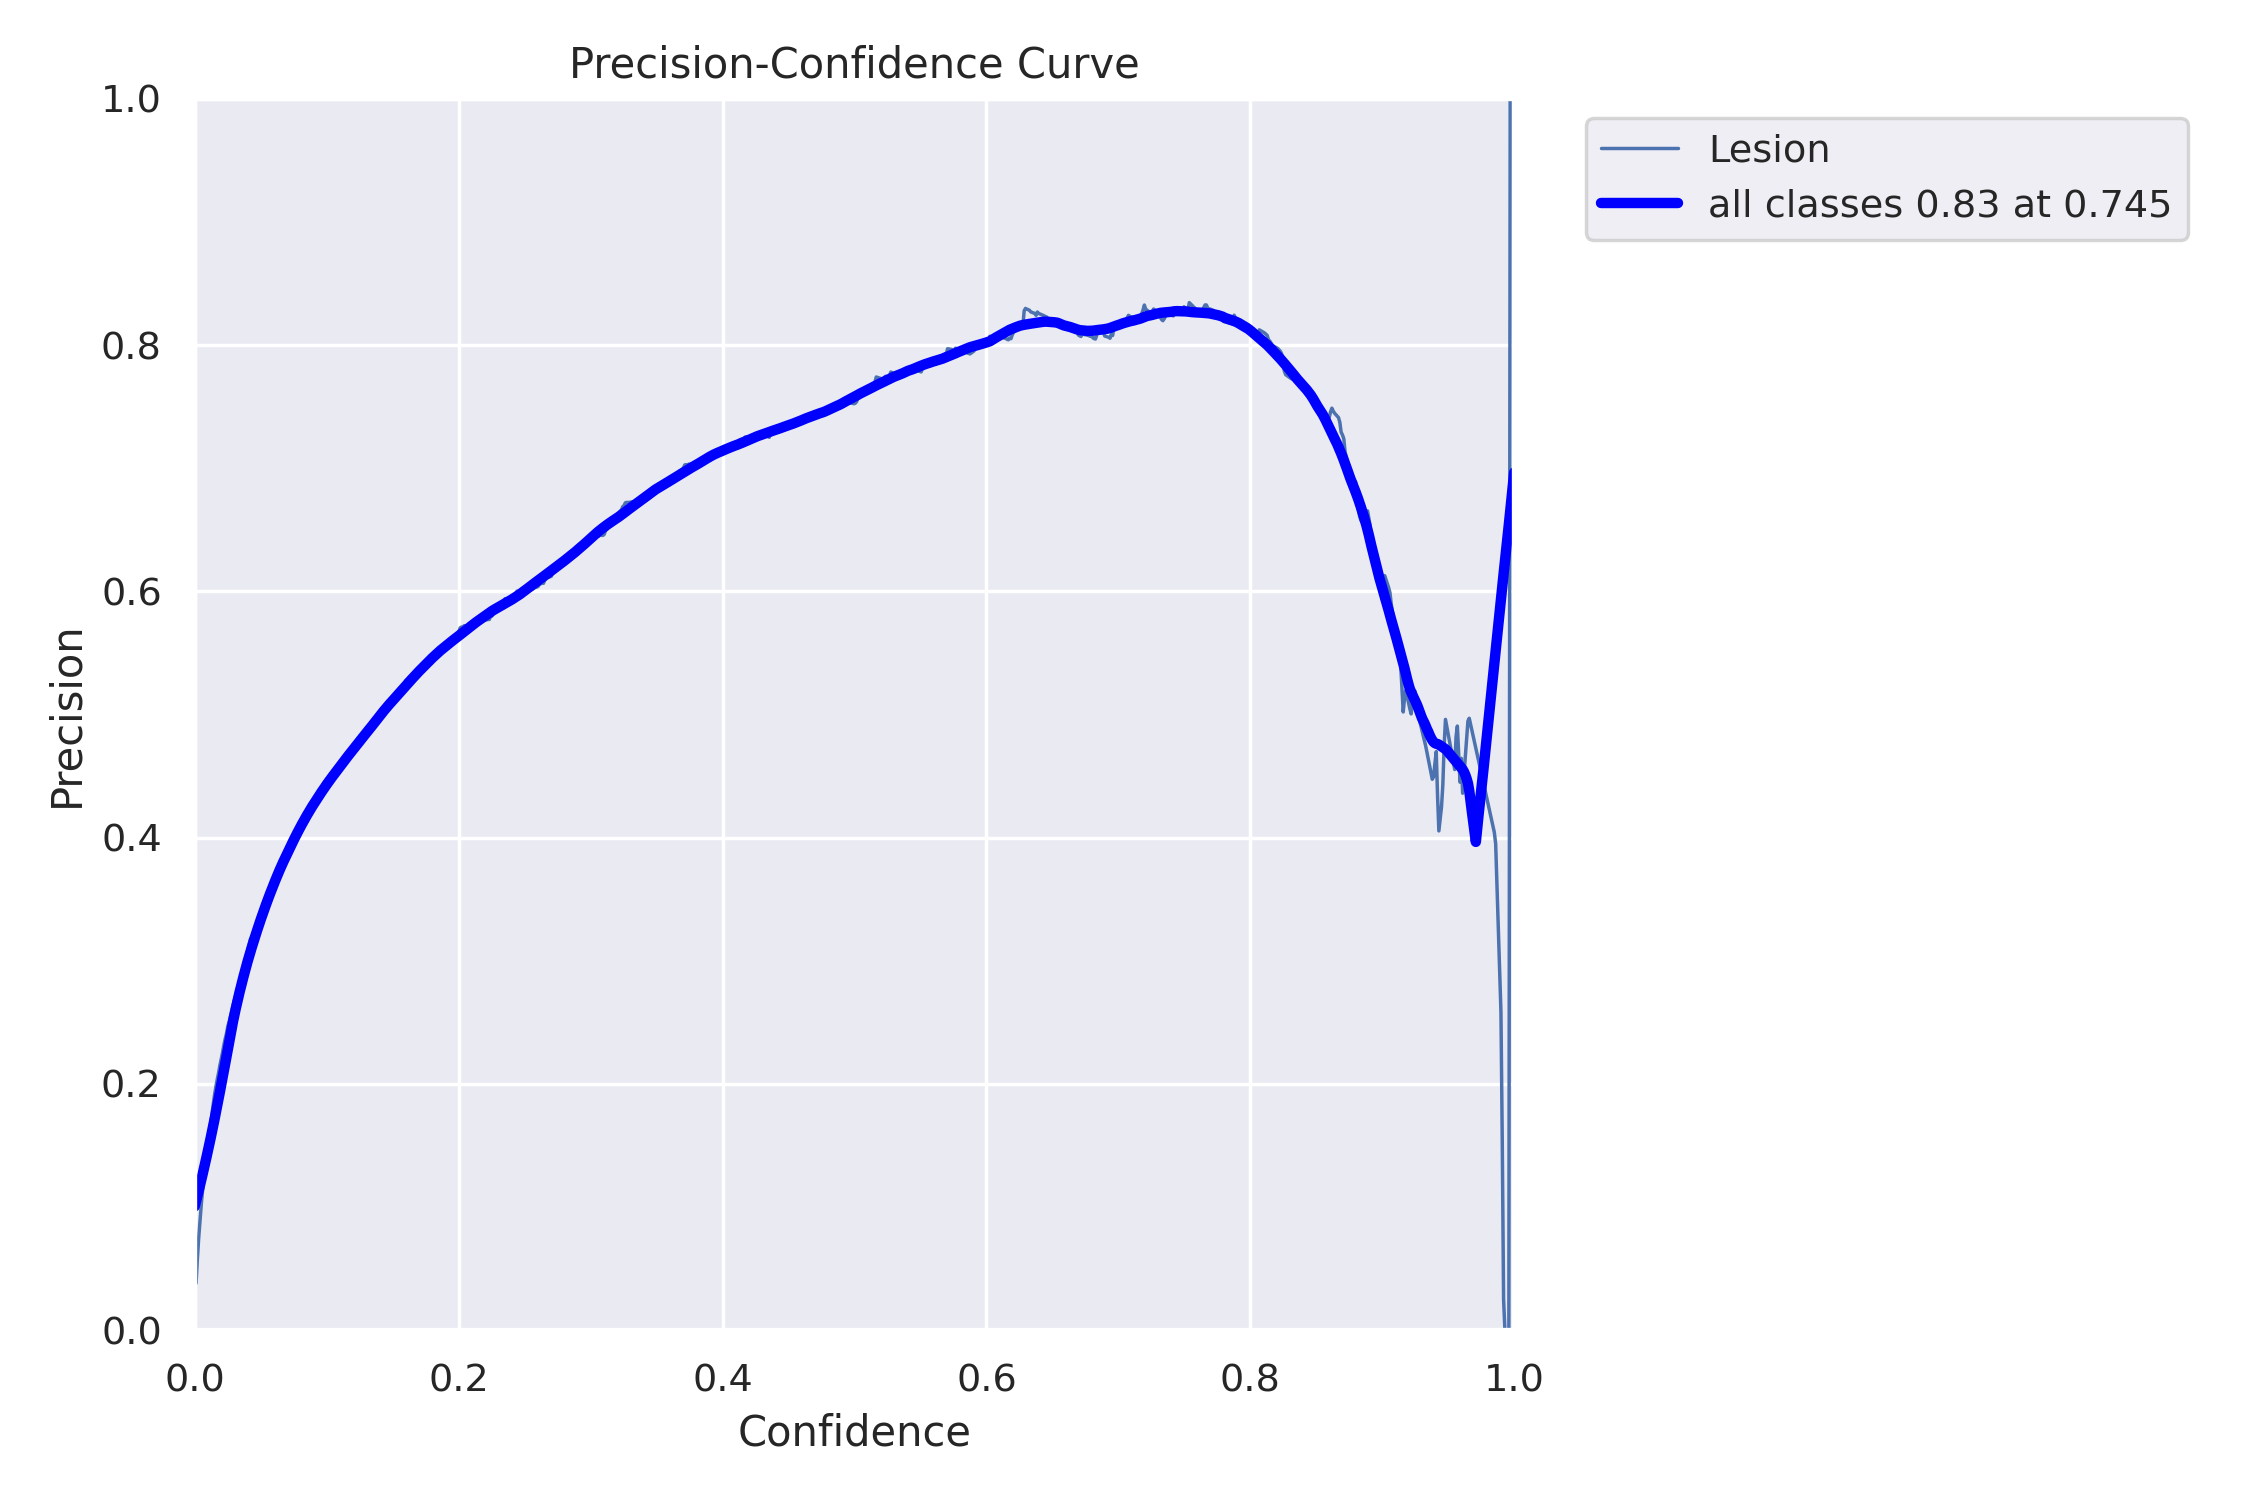 Precision-Confidence Curve
Lesion
all classes 0.83 at 0.745
Precision
1.0
0.8
0.6
0.4
0.2
0.0
0.0 0.2 0.4 0.6 0.8 1.0
Confidence